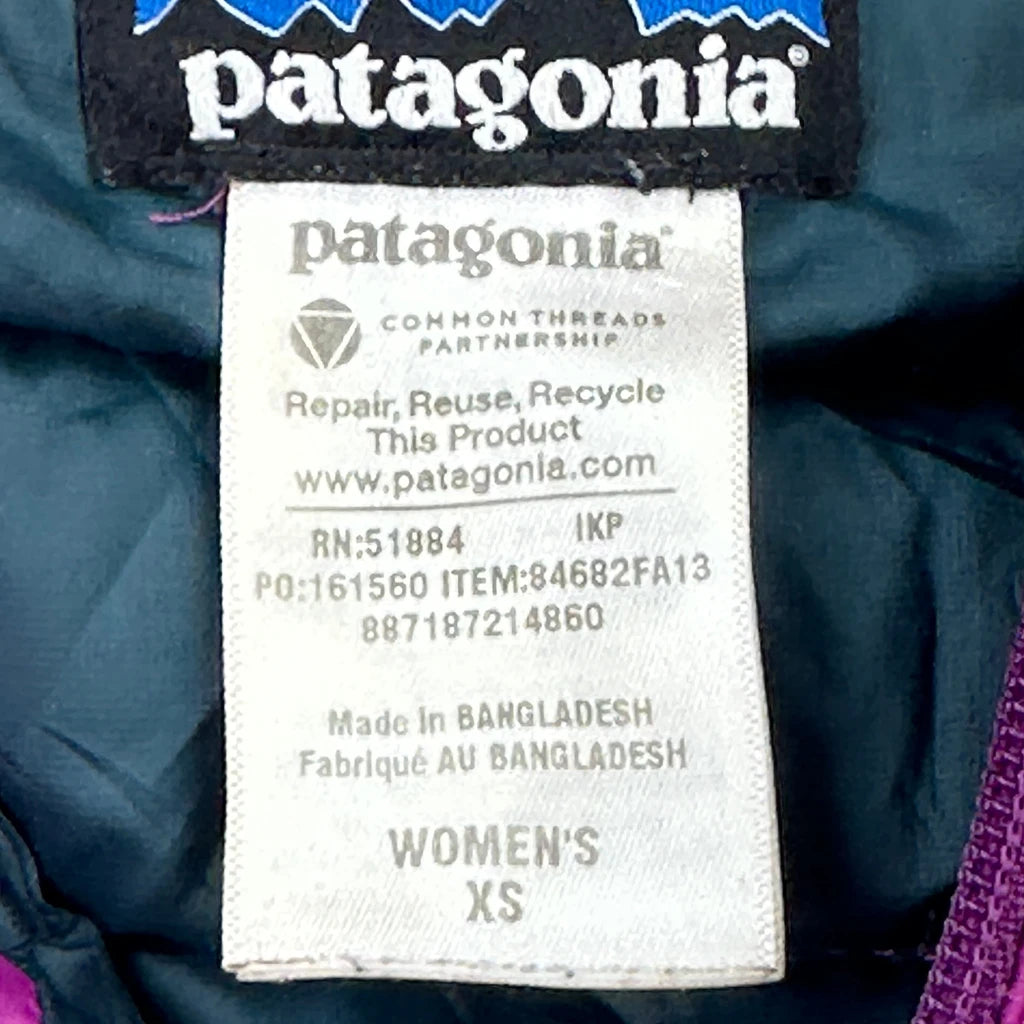 patagonia®
patagonia
COMMON THREADS
PARTNERSHIP
Repair, Reuse, Recycle
This Product
www.patagonia.com
RN:51884 IKP
PO:161560 ITEM:84682FA13
887187214860
Made in BANGLADESH
Fabriqué AU BANGLADESH
WOMEN'S
XS